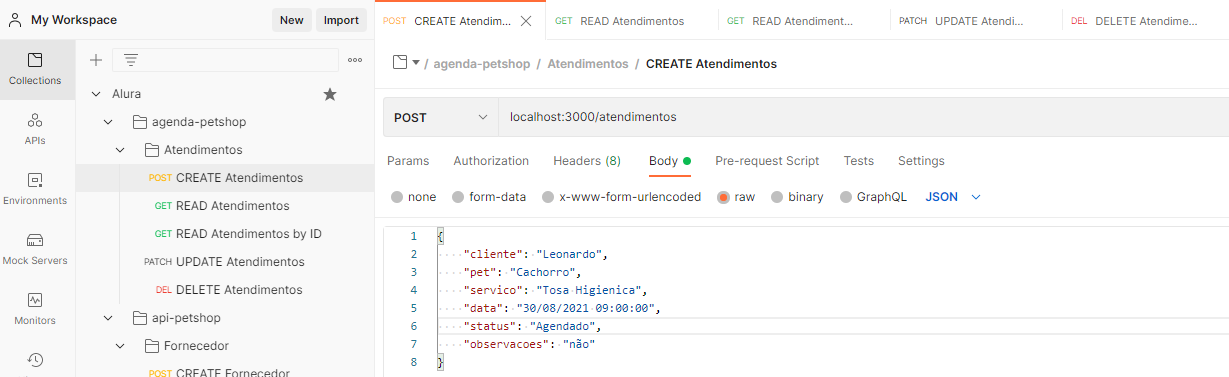 My Workspace
New
Import
Collections
APIs
Environments
Mock Servers
Monitors
Alura
agenda-petshop
Atendimentos
POST CREATE Atendimentos
GET READ Atendimentos
GET READ Atendimentos by ID
PATCH UPDATE Atendimentos
DEL DELETE Atendimentos
api-petshop
Fornecedor
POST CREATE Fornecedor
POST CREATE Atendim...
GET READ Atendimentos
GET READ Atendiment...
PATCH UPDATE Atendi...
DEL DELETE Atendime...
/ agenda-petshop / Atendimentos / CREATE Atendimentos
POST
localhost:3000/atendimentos
Params Authorization Headers (8) Body Pre-request Script Tests Settings
none form-data x-www-form-urlencoded raw binary GraphQL JSON
1 {
2 "cliente": "Leonardo",
3 "pet": "Cachorro",
4 "servico": "Tosa Higienica",
5 "data": "30/08/2021 09:00:00",
6 "status": "Agendado",
7 "observacoes": "não"
8 }